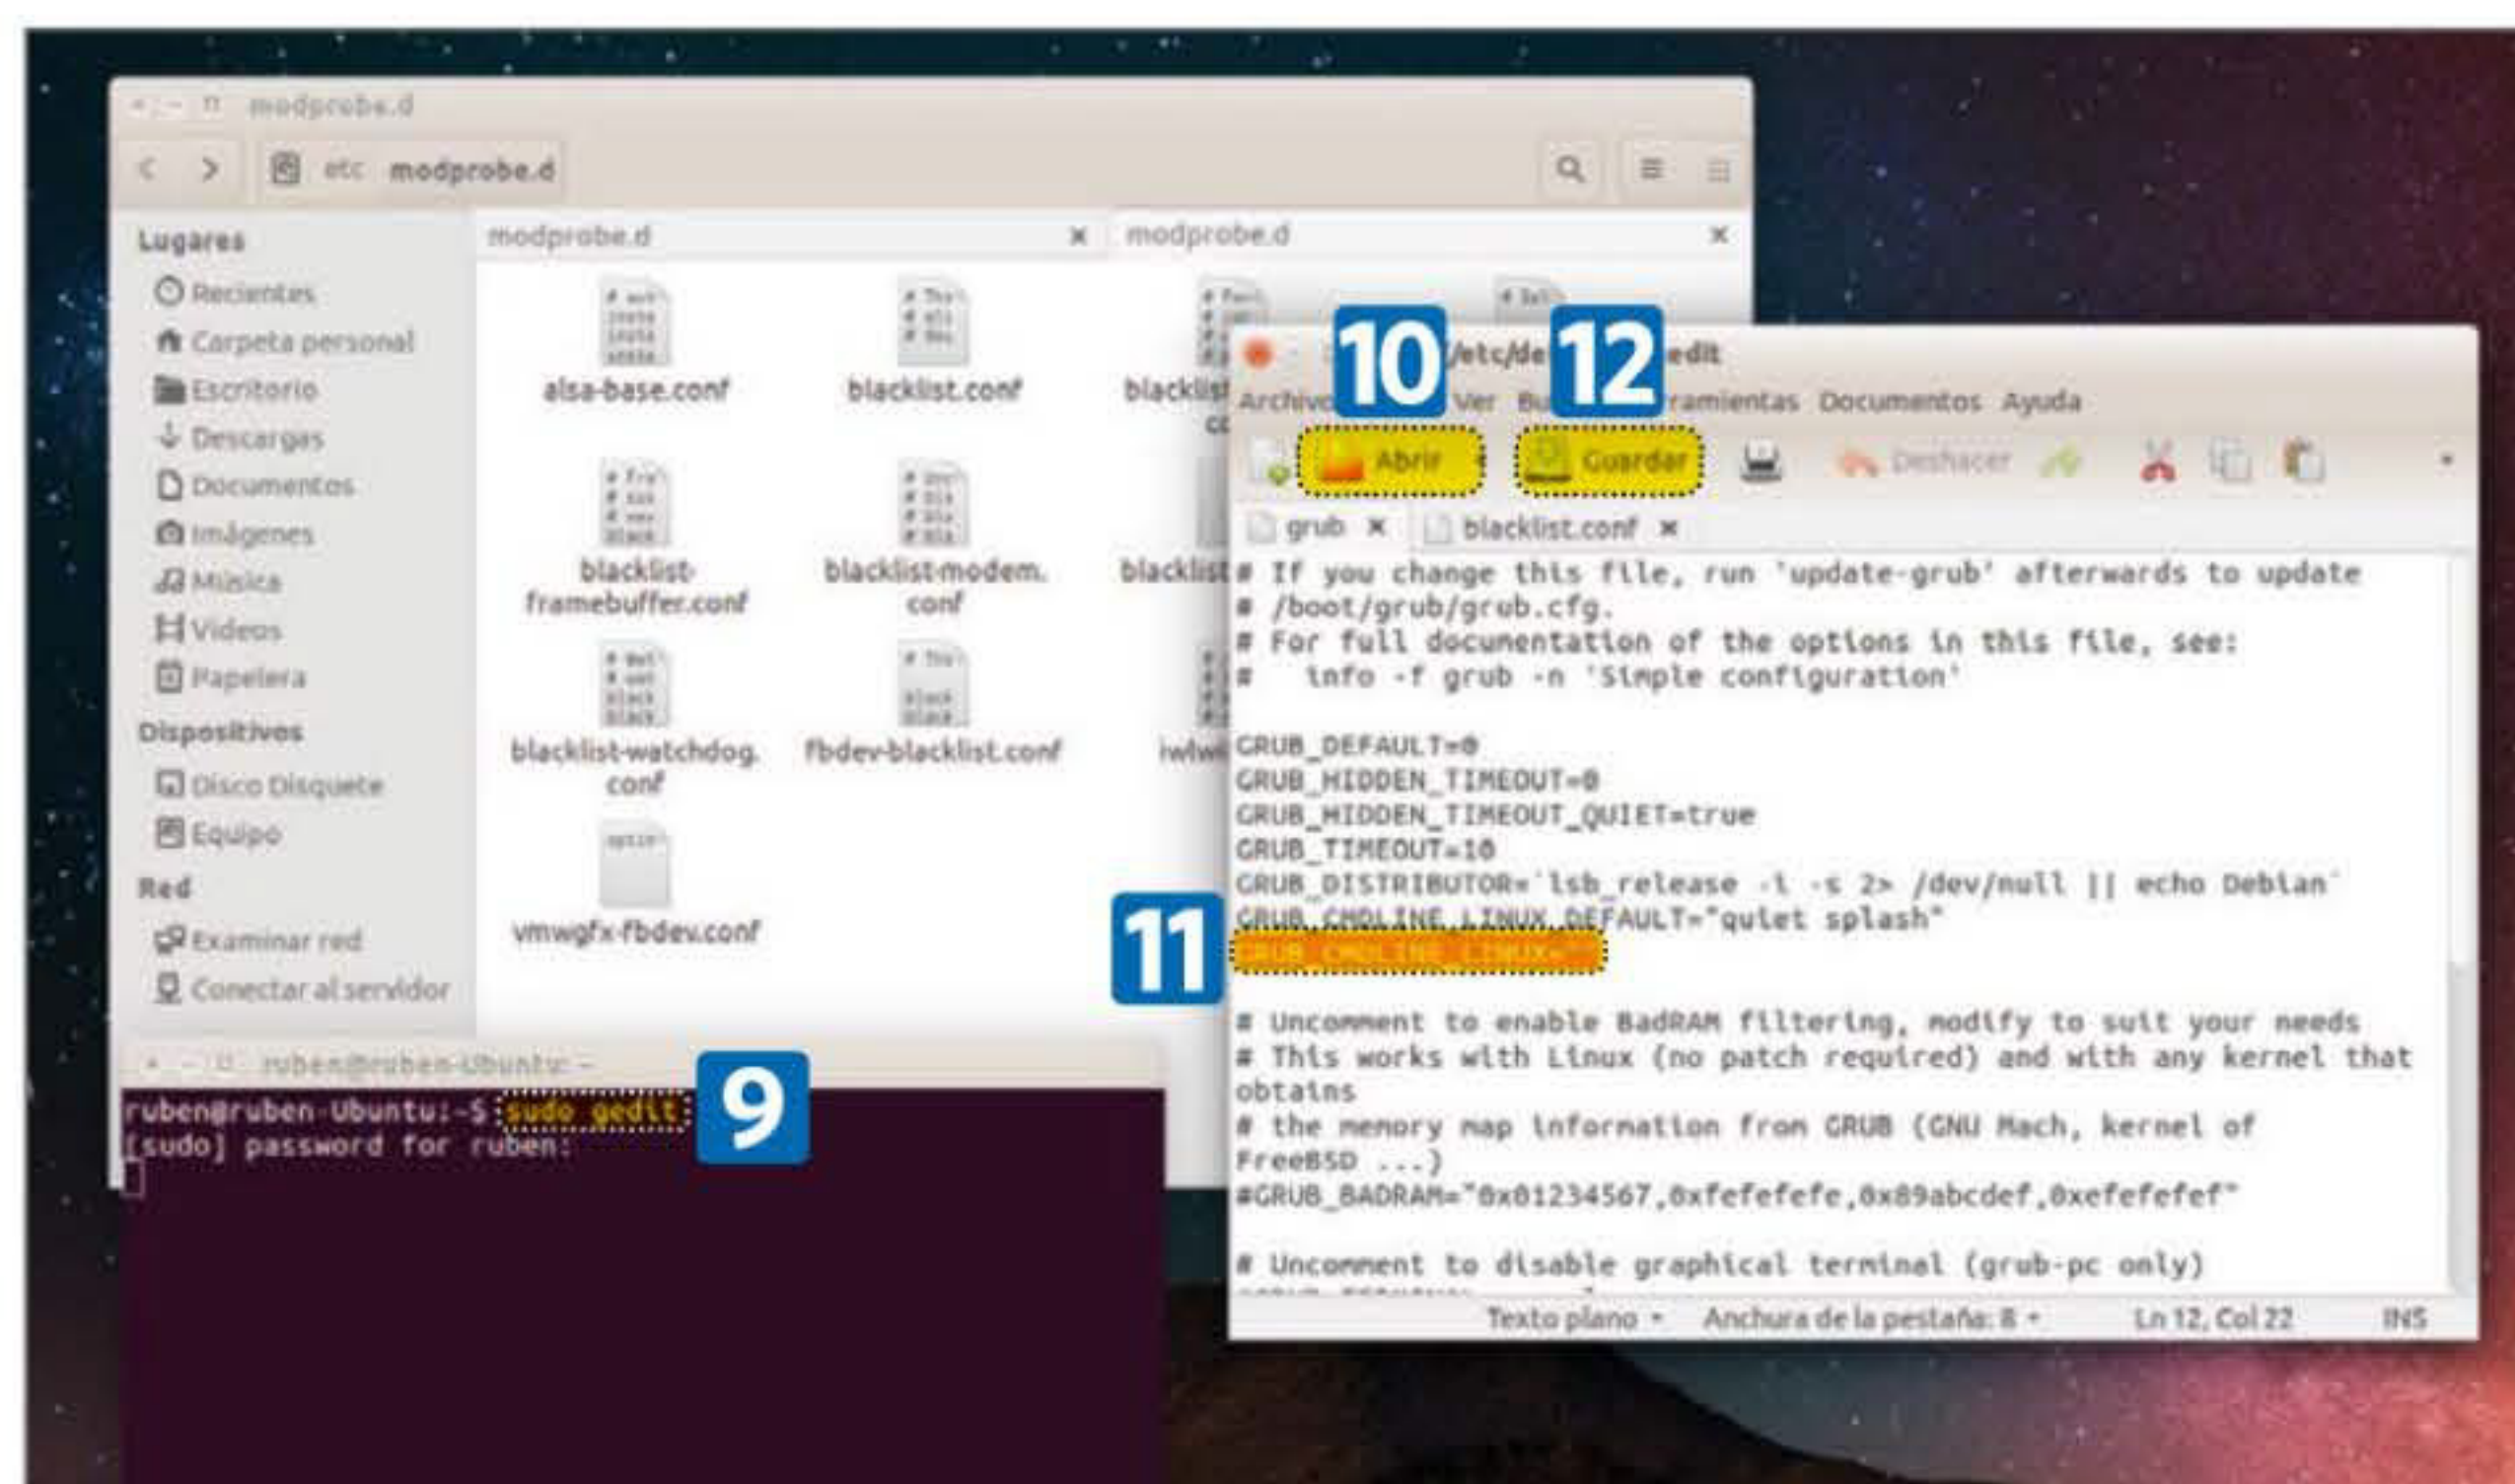 modprobe.d
etc modprobe.d
Lugares
Recientes
Carpeta personal
Escritorio
Descargas
Documentos
Imágenes
Música
Vídeos
Papelera
Dispositivos
Disco Disquete
Equipo
Red
Examinar red
Conectar al servidor
modprobe.d
modprobe.d
alsa-base.conf
blacklist.conf
blacklist-
framebuffer.conf
blacklist-modem.
conf
blacklist-watchdog.
conf
fbdev-blacklist.conf
vmwgfx-fbdev.conf
ruben@ruben-Ubuntu: ~
ruben@ruben-Ubuntu:~$ sudo gedit
[sudo] password for ruben:
9
10
12
11
Archivo Ver Documentos Ayuda
Abrir Guardar Deshacer
grub blacklist.conf
# If you change this file, run 'update-grub' afterwards to update
# /boot/grub/grub.cfg.
# For full documentation of the options in this file, see:
#   info -f grub -n 'Simple configuration'
GRUB_DEFAULT=0
GRUB_HIDDEN_TIMEOUT=0
GRUB_HIDDEN_TIMEOUT_QUIET=true
GRUB_TIMEOUT=10
GRUB_DISTRIBUTOR=`lsb_release -i -s 2> /dev/null || echo Debian`
GRUB_CMDLINE_LINUX_DEFAULT="quiet splash"
GRUB_CMDLINE_LINUX=""
# Uncomment to enable BadRAM filtering, modify to suit your needs
# This works with Linux (no patch required) and with any kernel that
obtains
# the memory map information from GRUB (GNU Mach, kernel of
FreeBSD ...)
#GRUB_BADRAM="0x01234567,0xfefefefe,0x89abcdef,0xefefefef"
# Uncomment to disable graphical terminal (grub-pc only)
Texto plano Anchura de la pestaña: 8 Ln 12, Col 22 INS